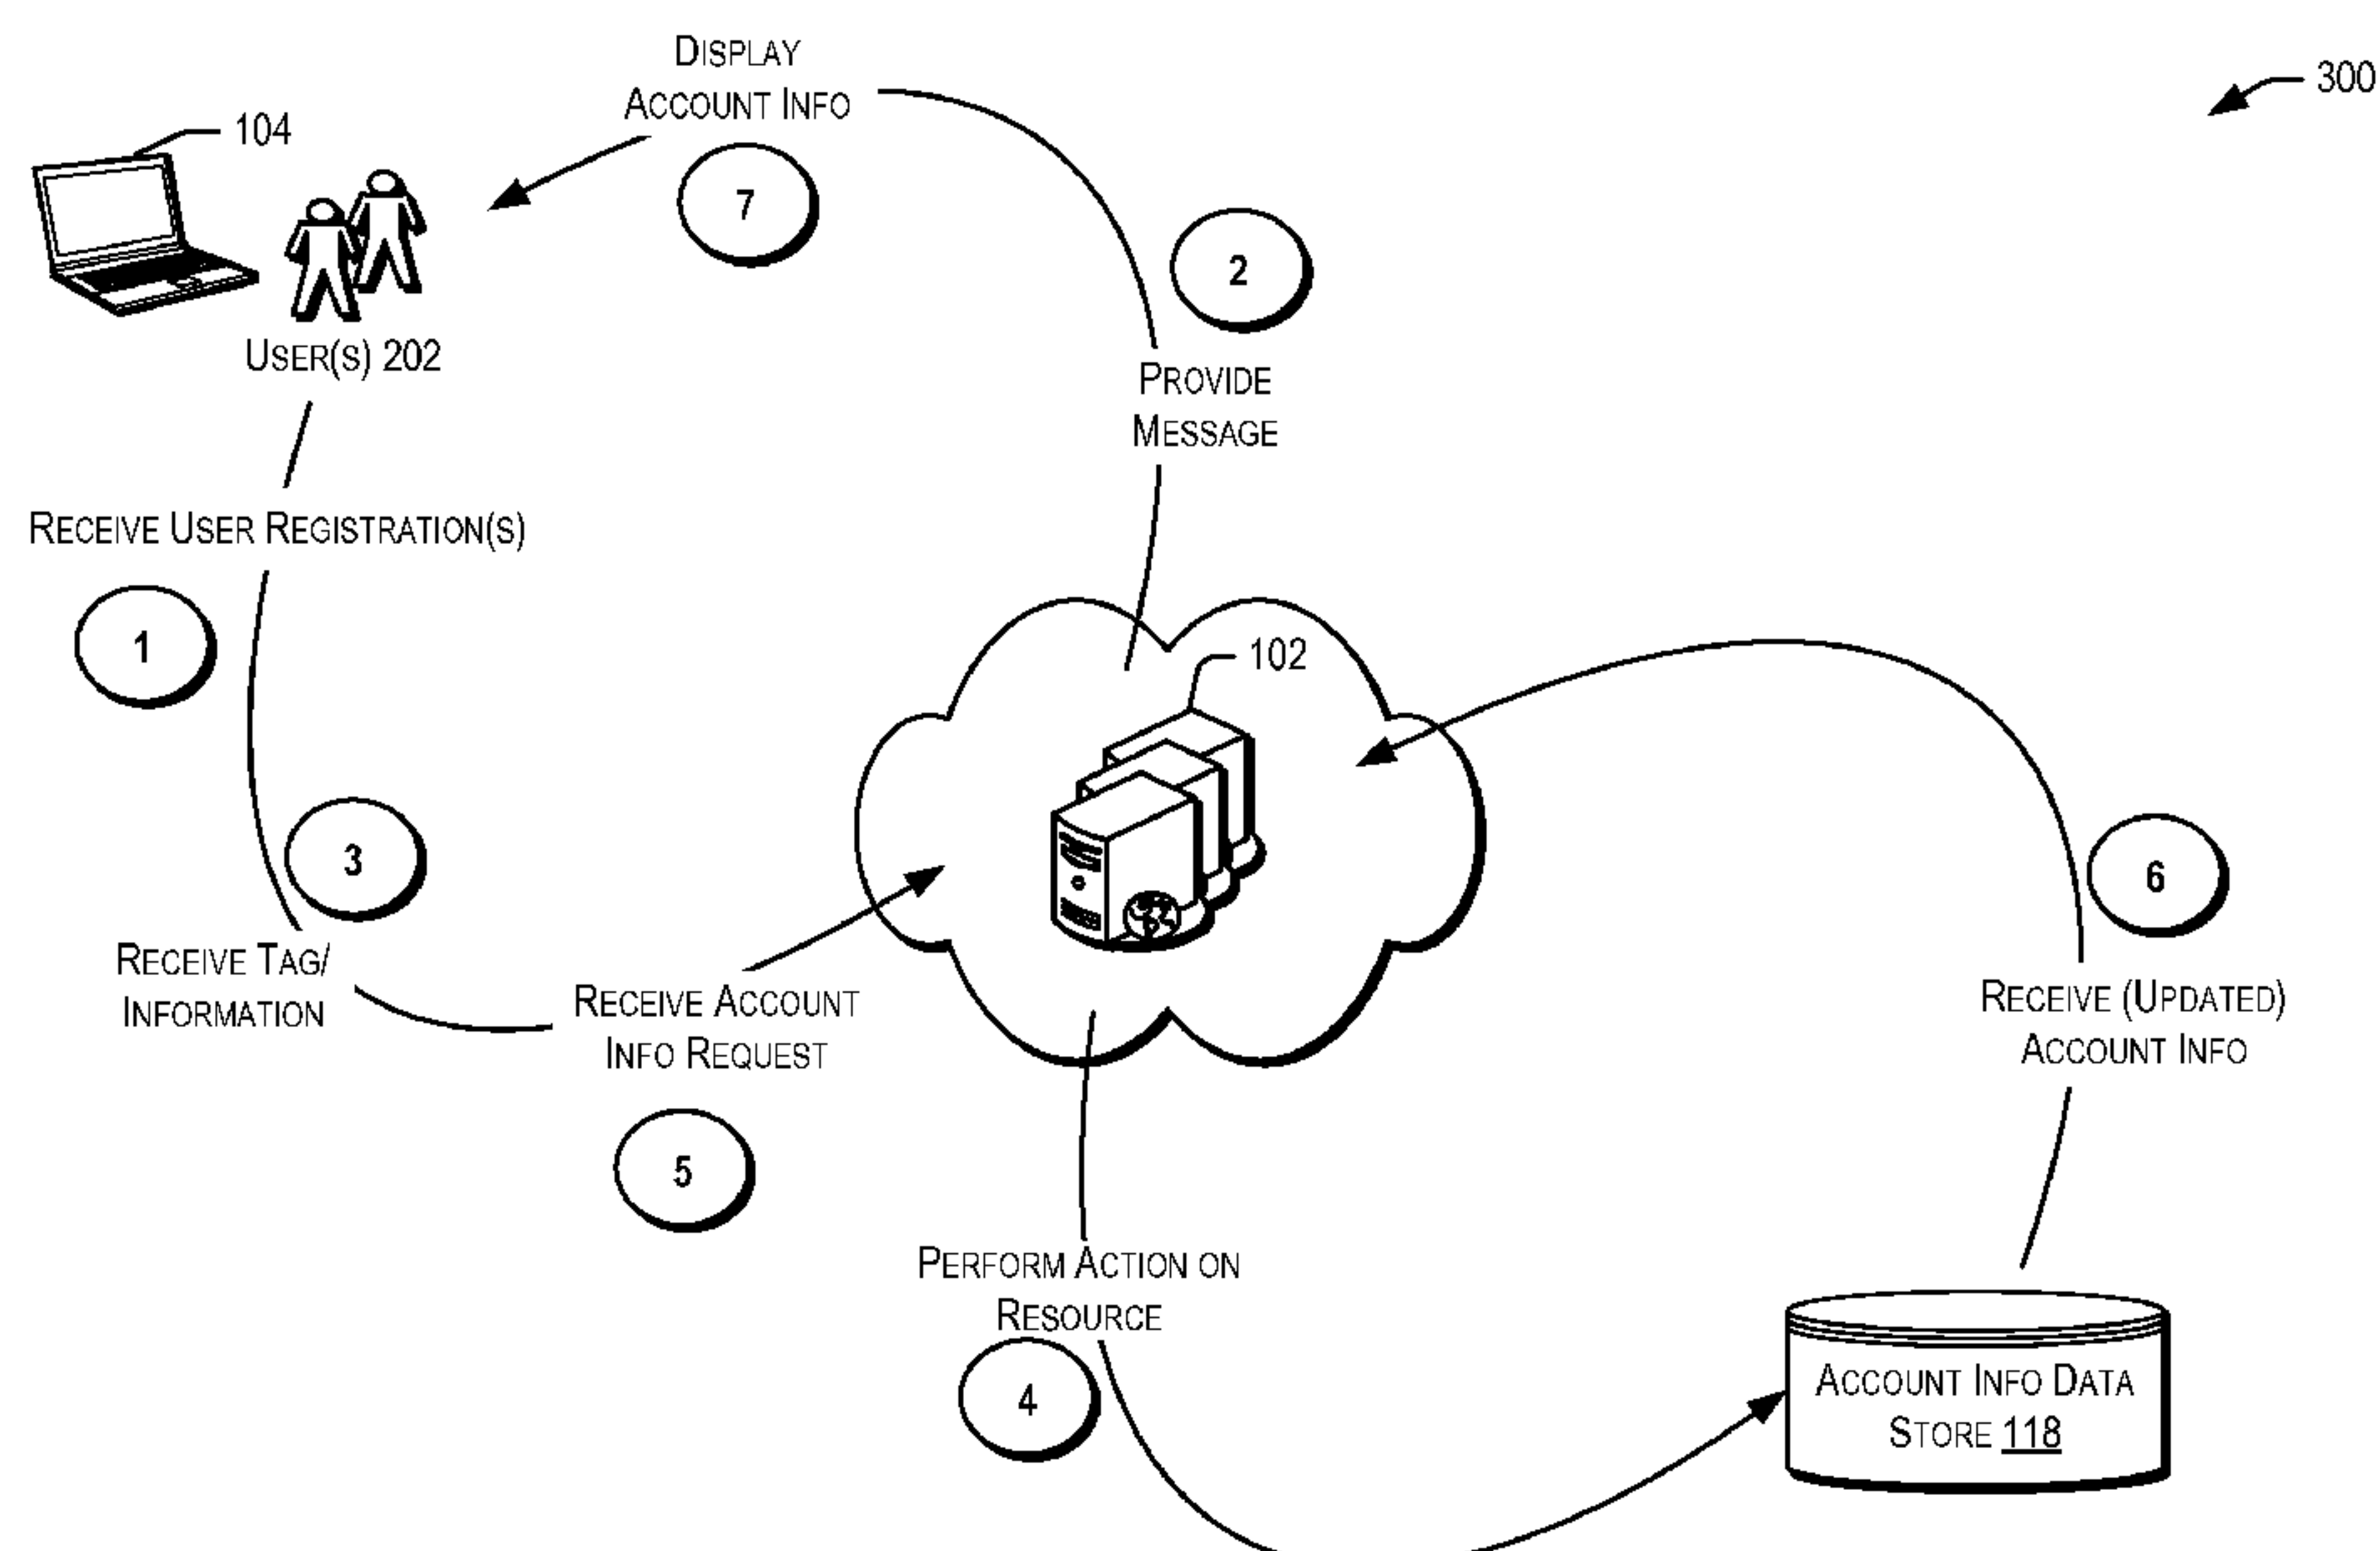 DISPLAY
ACCOUNT INFO
300
104
7
2
USER(S) 202
PROVIDE
MESSAGE
RECEIVE USER REGISTRATION(S)
1
102
3
6
RECEIVE TAG/
INFORMATION
RECEIVE ACCOUNT
INFO REQUEST
RECEIVE (UPDATED)
ACCOUNT INFO
5
PERFORM ACTION ON
RESOURCE
4
ACCOUNT INFO DATA
STORE 118